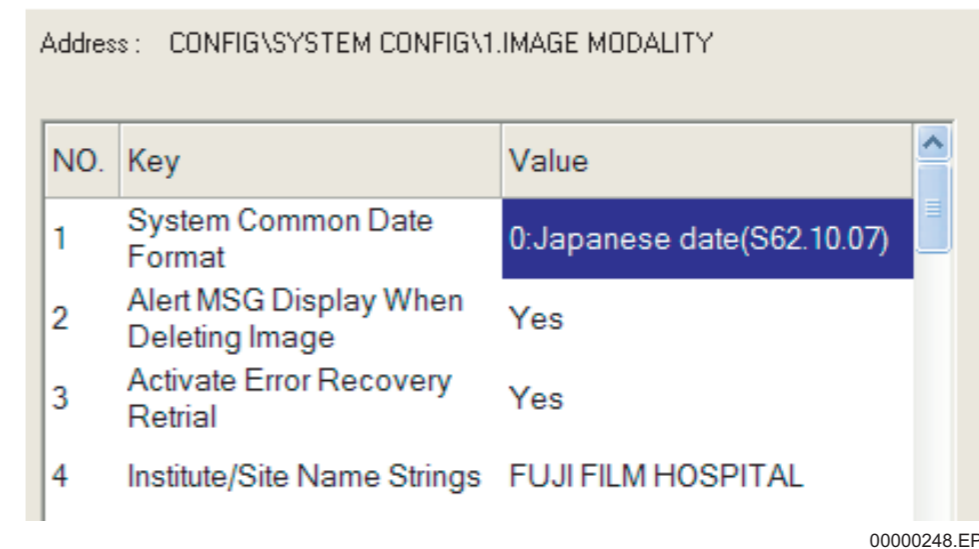 Address : CONFIG\SYSTEM CONFIG\1.IMAGE MODALITY
NO. Key Value
1 System Common Date Format 0:Japanese date(S62.10.07)
2 Alert MSG Display When Deleting Image Yes
3 Activate Error Recovery Retrial Yes
4 Institute/Site Name Strings FUJI FILM HOSPITAL
00000248.EP